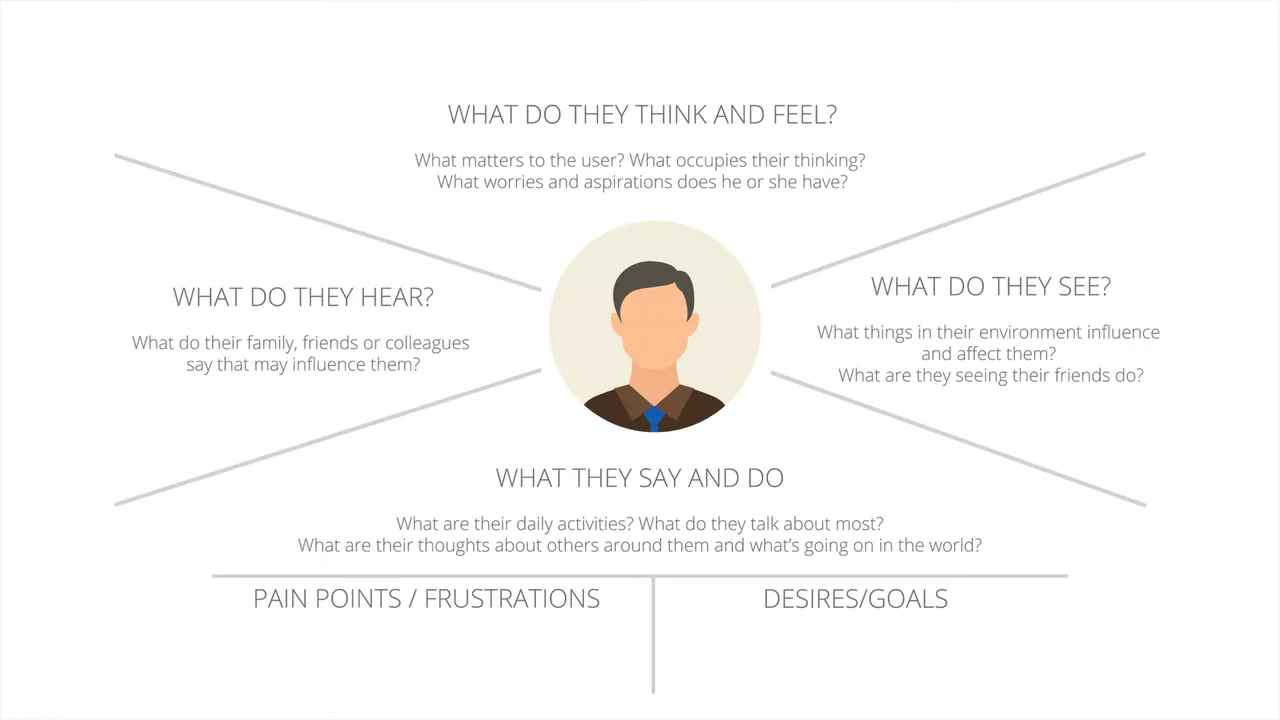 WHAT DO THEY THINK AND FEEL?
What matters to the user? What occupies their thinking?
What worries and aspirations does he or she have?
WHAT DO THEY HEAR?
What do their family, friends or colleagues
say that may influence them?
WHAT DO THEY SEE?
What things in their environment influence
and affect them?
What are they seeing their friends do?
WHAT THEY SAY AND DO
What are their daily activities? What do they talk about most?
What are their thoughts about others around them and what’s going on in the world?
PAIN POINTS / FRUSTRATIONS
DESIRES/GOALS